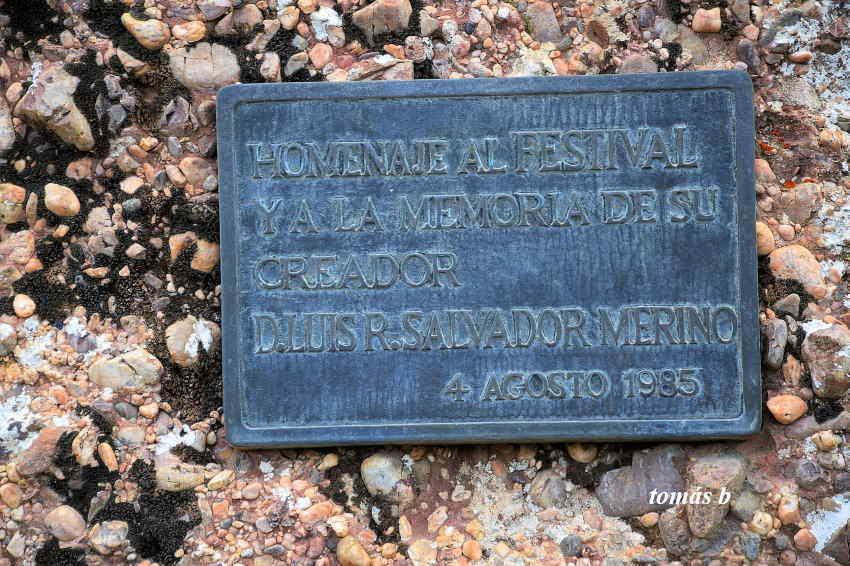 HOMENAJE AL FESTIVAL
Y A LA MEMORIA DE SU
CREADOR
D.LUIS R.SALVADOR MERINO
4 AGOSTO 1985
tomás b